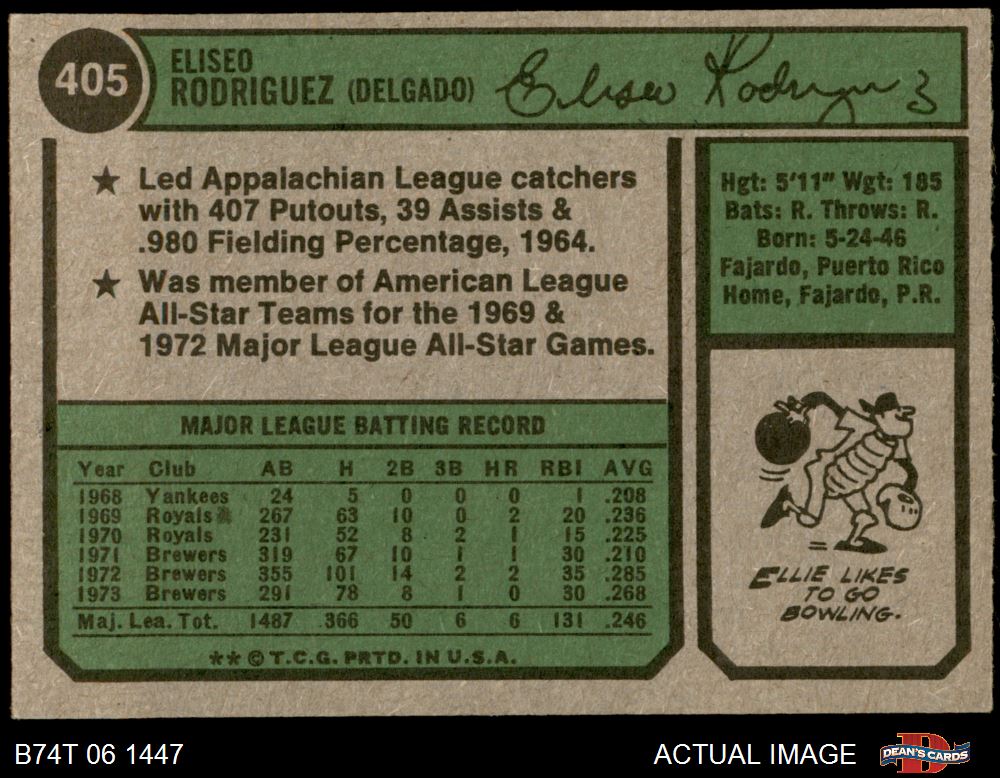 405
ELISEO
RODRIGUEZ (DELGADO)
Eliseo Rodriguez
★ Led Appalachian League catchers
with 407 Putouts, 39 Assists &
.980 Fielding Percentage, 1964.
★ Was member of American League
All-Star Teams for the 1969 &
1972 Major League All-Star Games.
Hgt: 5'11" Wgt: 185
Bats: R. Throws: R.
Born: 5-24-46
Fajardo, Puerto Rico
Home, Fajardo, P.R.
MAJOR LEAGUE BATTING RECORD
Year Club AB H 2B 3B HR RBI AVG
1968 Yankees 24 5 0 0 0 1 .208
1969 Royals 267 63 10 0 2 20 .236
1970 Royals 231 52 8 2 1 15 .225
1971 Brewers 319 67 10 1 1 30 .210
1972 Brewers 355 101 14 2 2 35 .285
1973 Brewers 291 78 8 1 0 30 .268
Maj. Lea. Tot. 1487 366 50 6 6 131 .246
** © T.C.G. PRTD. IN U.S.A.
ELLIE LIKES
TO GO
BOWLING.
B74T 06 1447
ACTUAL IMAGE
DEAN'S CARDS